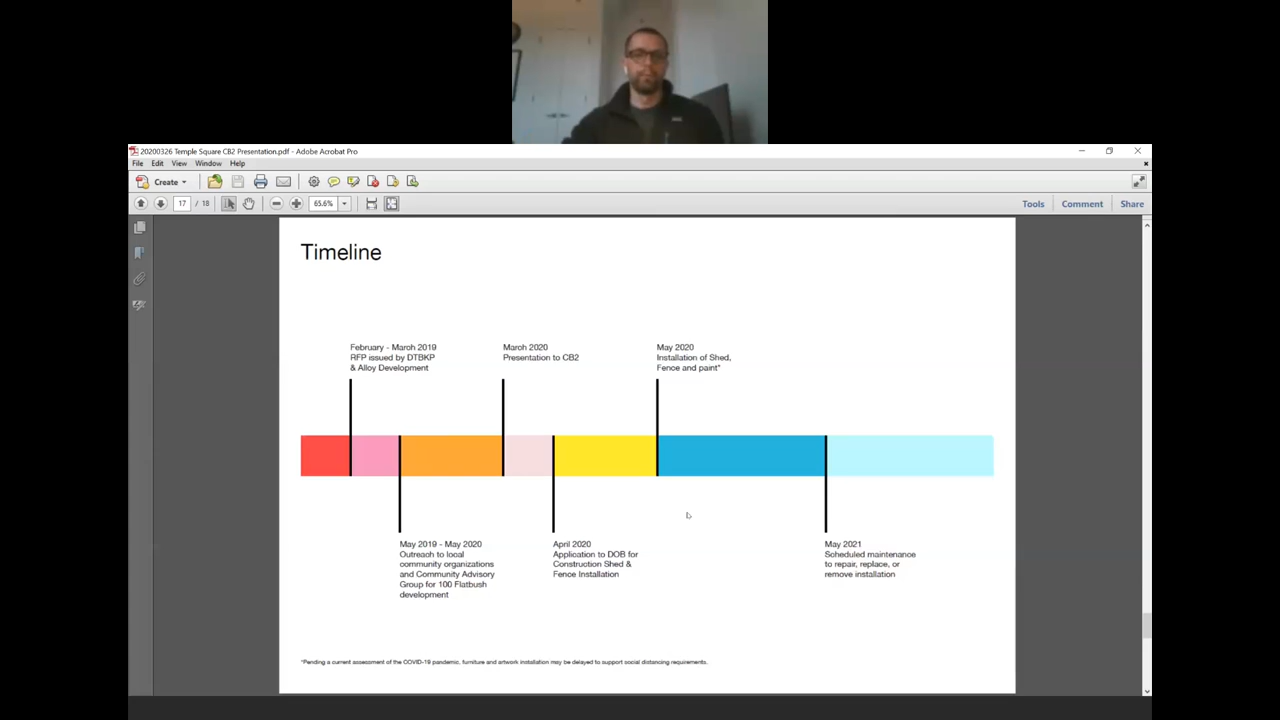 20200326 Temple Square CB2 Presentation.pdf - Adobe Acrobat Pro
File Edit View Window Help
Create
17 / 18 65.6% Tools Comment Share
Timeline
February - March 2019
RFP issued by DTBKP
& Alloy Development
March 2020
Presentation to CB2
May 2020
Installation of Shed,
Fence and paint*
May 2019 - May 2020
Outreach to local
community organizations
and Community Advisory
Group for 100 Flatbush
development
April 2020
Application to DOB for
Construction Shed &
Fence Installation
May 2021
Scheduled maintenance
to repair, replace, or
remove installation
*Pending a current assessment of the COVID-19 pandemic, furniture and artwork installation may be delayed to support social distancing requirements.